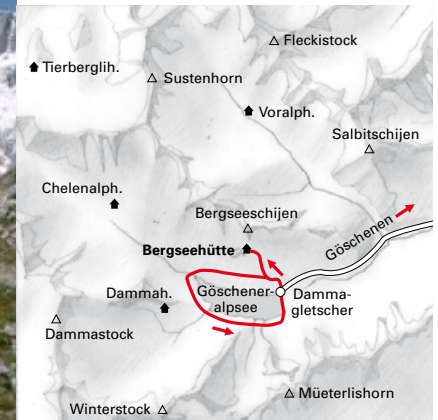 Fleckistock
Tierberglih.
Sustenhorn
Voralph.
Salbitschijen
Chelenalph.
Bergseeschijen
Göschenen
Bergseehütte
Göschener-
alpsee
Damma-
gletscher
Dammah.
Dammastock
Müeterlishorn
Winterstock